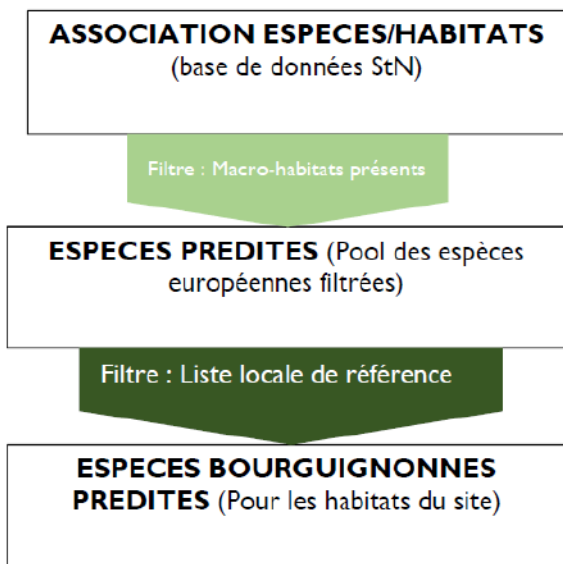 ASSOCIATION ESPECES/HABITATS
(base de données StN)
Filtre : Macro-habitats présents
ESPECES PREDITES (Pool des espèces
européennes filtrées)
Filtre : Liste locale de référence
ESPECES BOURGUIGNONNES
PREDITES (Pour les habitats du site)